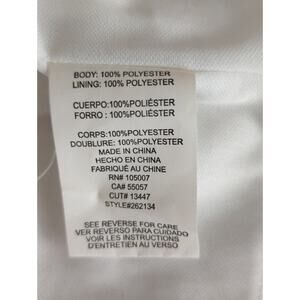 BODY: 100% POLYESTER
LINING: 100% POLYESTER
CUERPO:100%POLIÉSTER
FORRO : 100%POLIÉSTER
CORPS:100%POLYESTER
DOUBLURE: 100%POLYESTER
MADE IN CHINA
HECHO EN CHINA
FABRIQUÉ AU CHINE
RN# 105007
CA# 55057
CUT# 13447
STYLE#262134
SEE REVERSE FOR CARE
VER REVERSO PARA CUIDADO
VOIR LES INSTRUCTIONS
D'ENTRETIEN AU VERSO